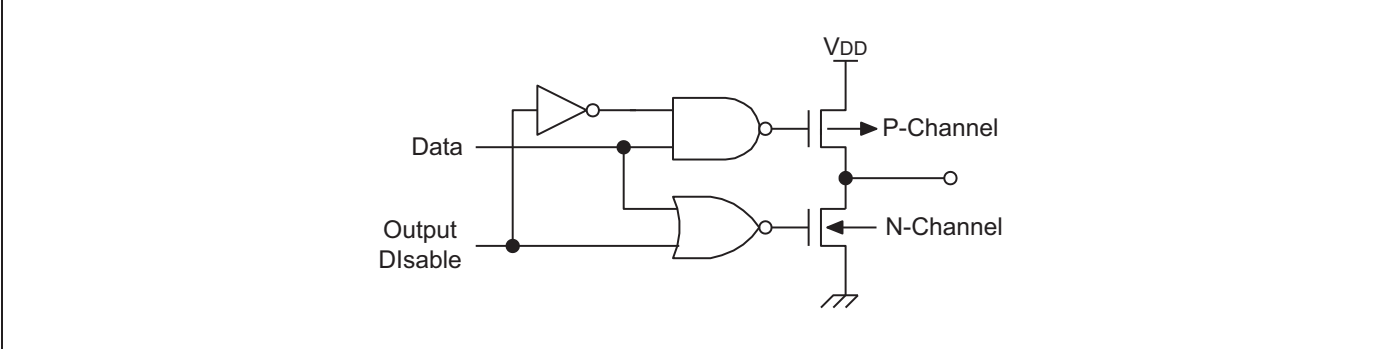 VDD
P-Channel
Data
N-Channel
Output
DIsable